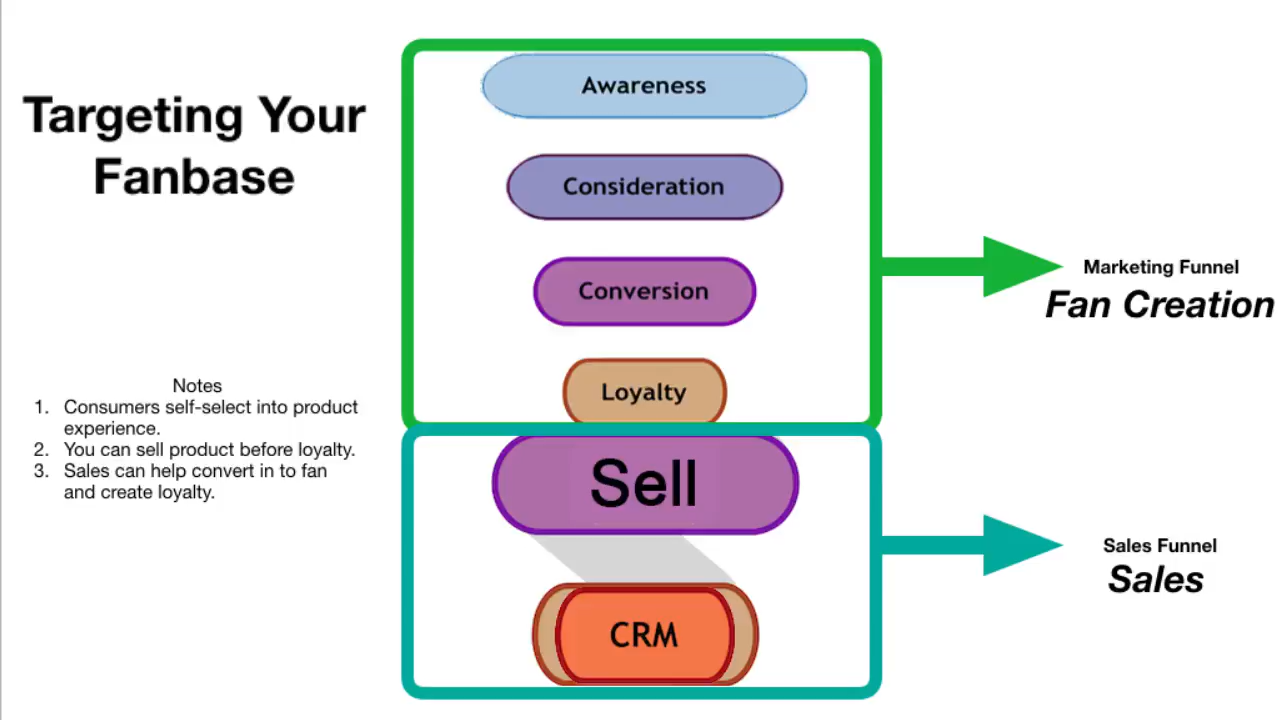 Targeting Your
Fanbase
Notes
1. Consumers self-select into product
experience.
2. You can sell product before loyalty.
3. Sales can help convert in to fan
and create loyalty.
Awareness
Consideration
Conversion
Loyalty
Sell
CRM
Marketing Funnel
Fan Creation
Sales Funnel
Sales